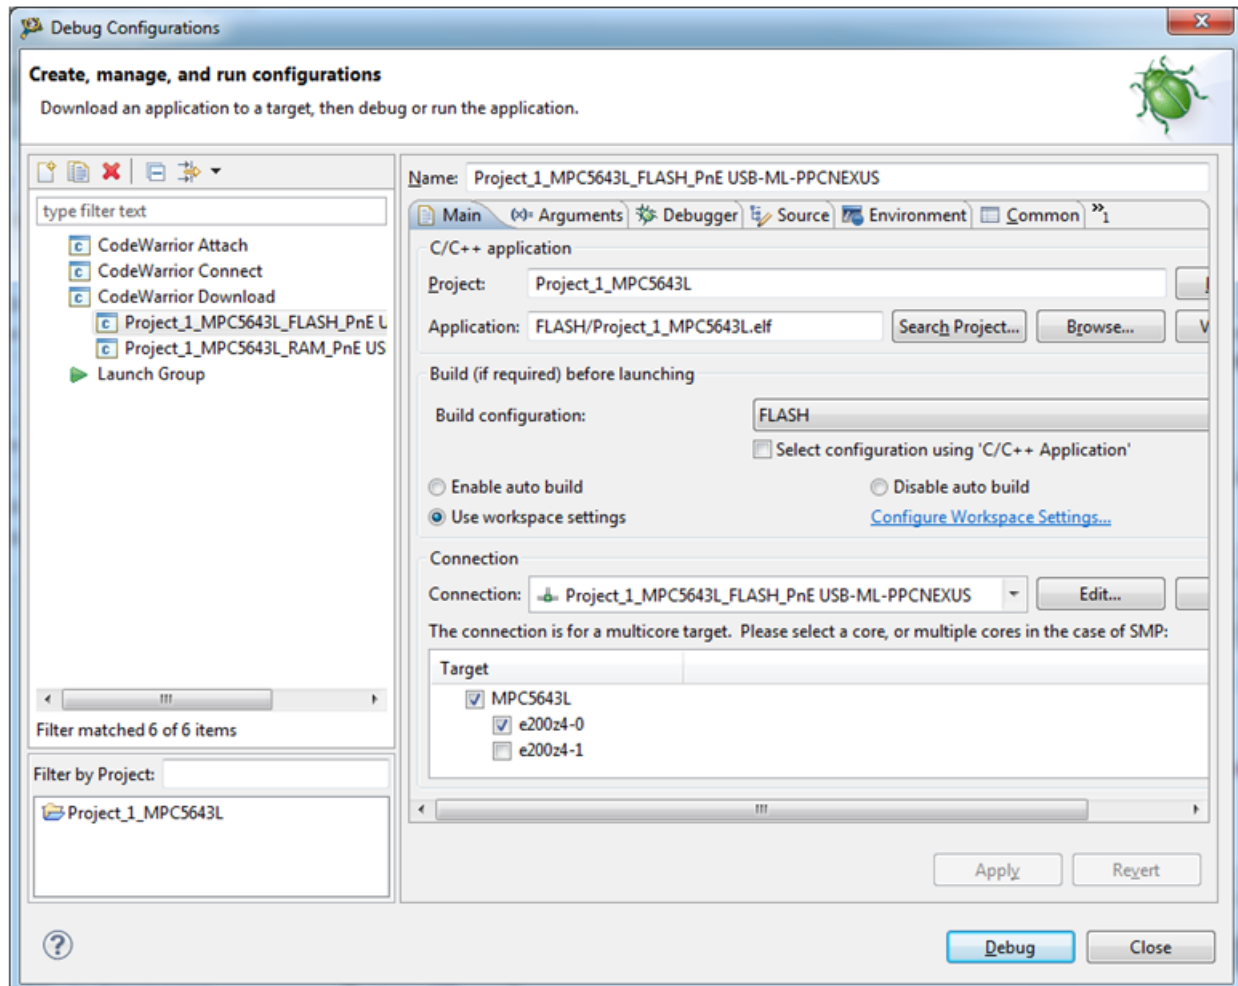 Debug Configurations
Create, manage, and run configurations
Download an application to a target, then debug or run the application.
type filter text
CodeWarrior Attach
CodeWarrior Connect
CodeWarrior Download
Project_1_MPC5643L_FLASH_PnE U
Project_1_MPC5643L_RAM_PnE US
Launch Group
Filter matched 6 of 6 items
Filter by Project:
Project_1_MPC5643L
Name: Project_1_MPC5643L_FLASH_PnE USB-ML-PPCNEXUS
Main (x)= Arguments Debugger Source Environment Common »1
C/C++ application
Project: Project_1_MPC5643L
Application: FLASH/Project_1_MPC5643L.elf Search Project... Browse...
Build (if required) before launching
Build configuration: FLASH
Select configuration using 'C/C++ Application'
Enable auto build Disable auto build
Use workspace settings Configure Workspace Settings...
Connection
Connection: Project_1_MPC5643L_FLASH_PnE USB-ML-PPCNEXUS Edit...
The connection is for a multicore target. Please select a core, or multiple cores in the case of SMP:
Target
MPC5643L
e200z4-0
e200z4-1
Apply Revert
? Debug Close